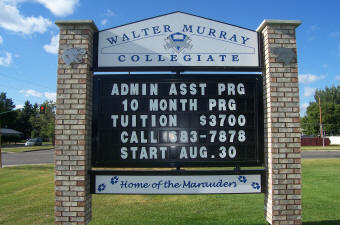 WALTER MURRAY
COLLEGIATE
ADMIN ASST PRG
10 MONTH PRG
TUITION $3700
CALL 683-7878
START AUG.30
Home of the Marauders